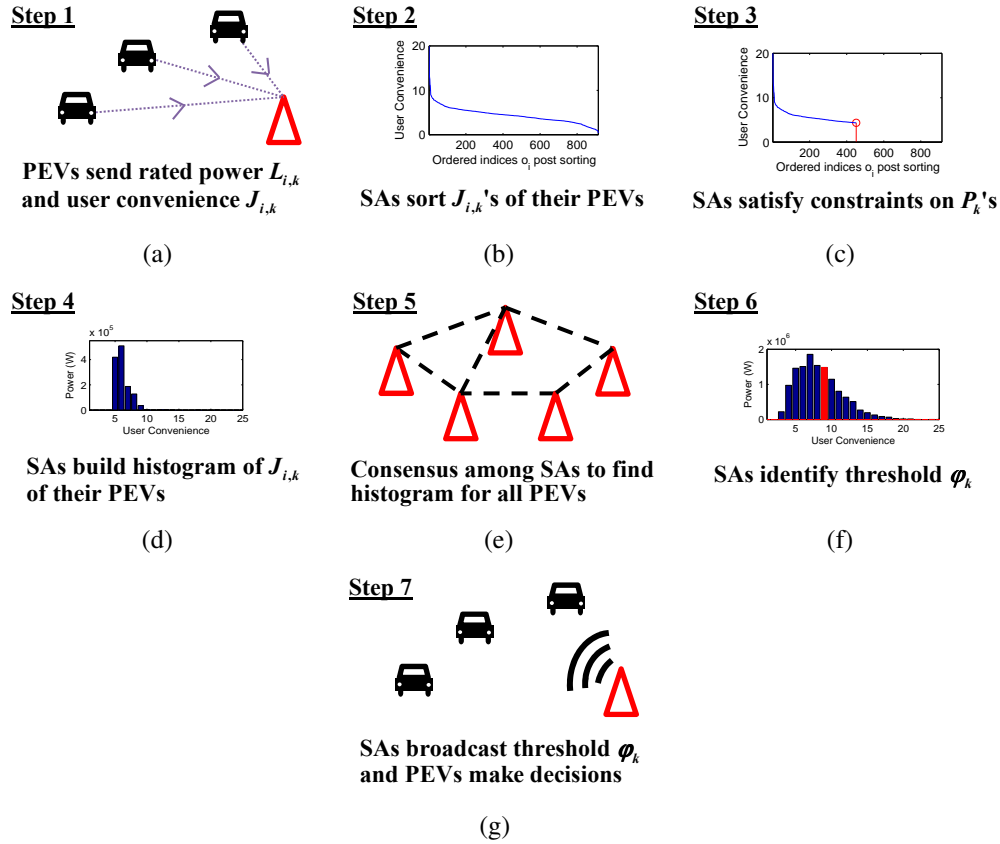 Step 1
PEVs send rated power L_{i,k}
and user convenience J_{i,k}
(a)
Step 2
User Convenience
20
10
0
200 400 600 800
Ordered indices o_i post sorting
SAs sort J_{i,k}'s of their PEVs
(b)
Step 3
User Convenience
20
10
0
200 400 600 800
Ordered indices o_i post sorting
SAs satisfy constraints on P_k's
(c)
Step 4
x 10^5
Power (W)
4
2
0
5 10 15 20 25
User Convenience
SAs build histogram of J_{i,k}
of their PEVs
(d)
Step 5
Consensus among SAs to find
histogram for all PEVs
(e)
Step 6
x 10^6
Power (W)
2
1
0
5 10 15 20 25
User Convenience
SAs identify threshold φ_k
(f)
Step 7
SAs broadcast threshold φ_k
and PEVs make decisions
(g)